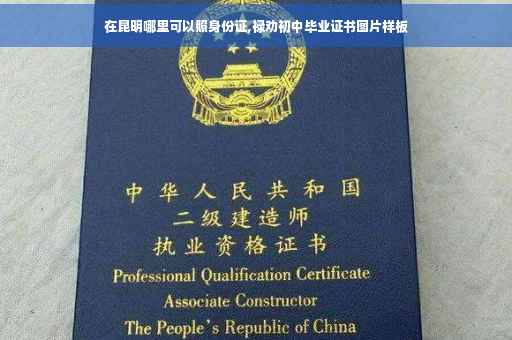 在昆明哪里可以照身份证,禄劝初中毕业证书图片样板
中华人民共和国
二级建造师
执业资格证书
Professional Qualification Certificate
Associate Constructor
The People's Republic of China